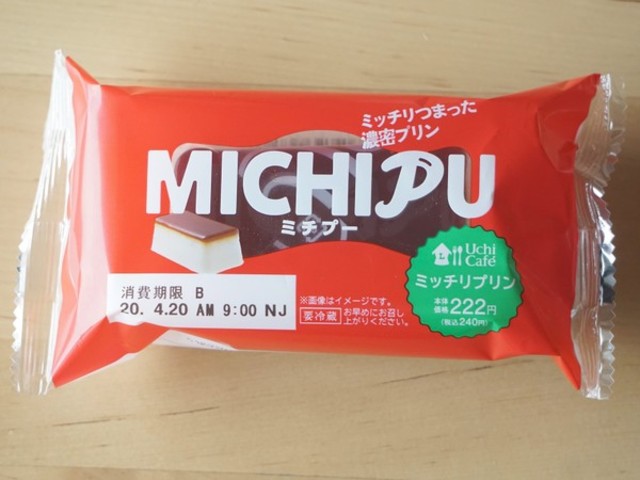 ミッチリつまった
濃密プリン
MICHIPU
ミチプー
Uchi
Café
ミッチリプリン
本体
価格 222円
(税込240円)
消費期限 B
20. 4.20 AM 9:00 NJ
※画像はイメージです。
要冷蔵 お早めにお召し
上がりください。